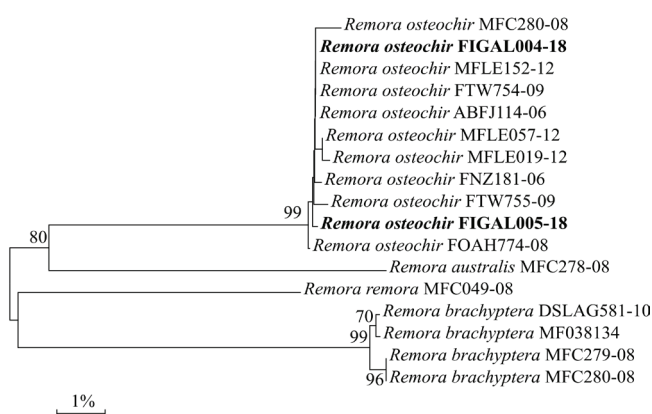 Remora osteochir MFC280-08
Remora osteochir FIGAL004-18
Remora osteochir MFLE152-12
Remora osteochir FTW754-09
Remora osteochir ABFJ114-06
Remora osteochir MFLE057-12
Remora osteochir MFLE019-12
Remora osteochir FNZ181-06
Remora osteochir FTW755-09
99
Remora osteochir FIGAL005-18
80
Remora osteochir FOAH774-08
Remora australis MFC278-08
Remora remora MFC049-08
Remora brachyptera DSLAG581-10
70
Remora brachyptera MF038134
99
Remora brachyptera MFC279-08
96
Remora brachyptera MFC280-08
1%